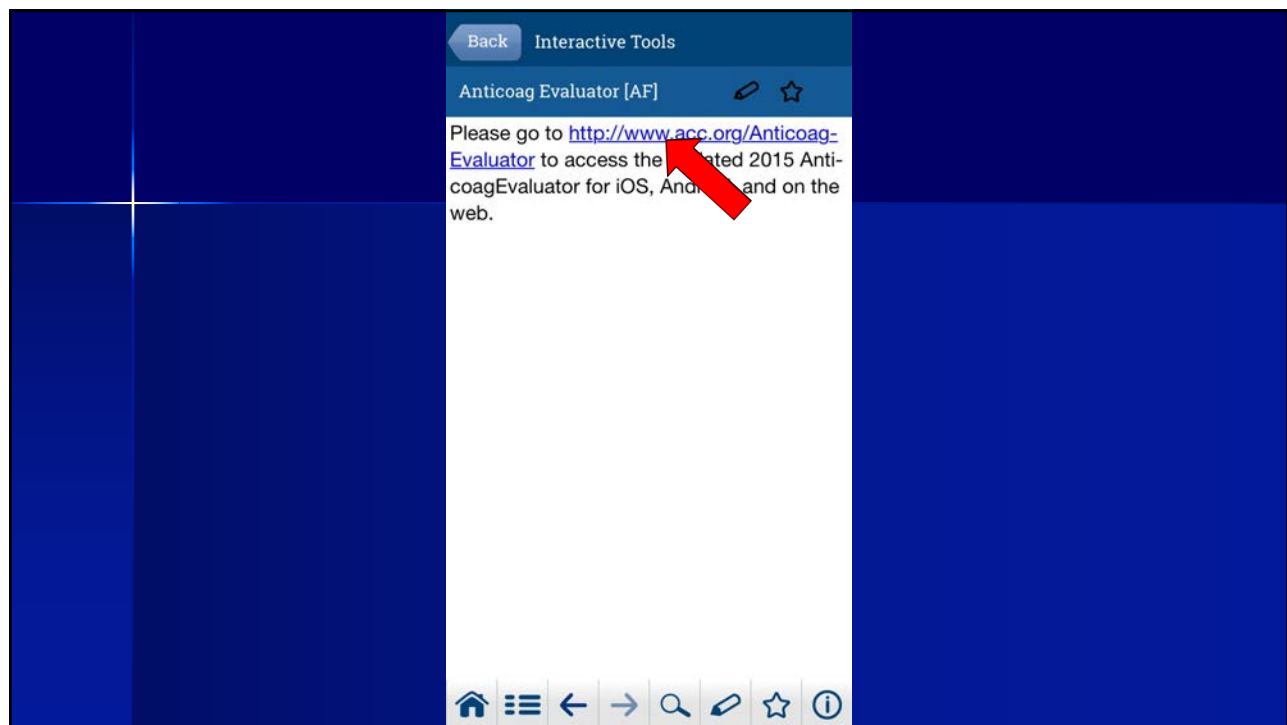 Back Interactive Tools
Anticoag Evaluator [AF]
Please go to http://www.acc.org/Anticoag-
Evaluator to access the 2015 Anti-
coagEvaluator for iOS, and on the
web.